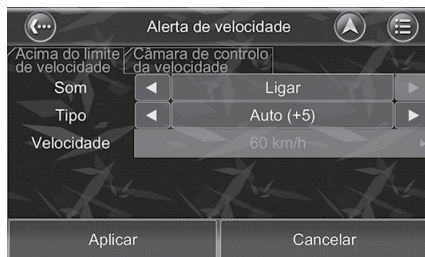 Alerta de velocidade
Acima do limite
de velocidade
Câmara de controlo
da velocidade
Som
Ligar
Tipo
Auto (+5)
Velocidade
60 km/h
Aplicar
Cancelar